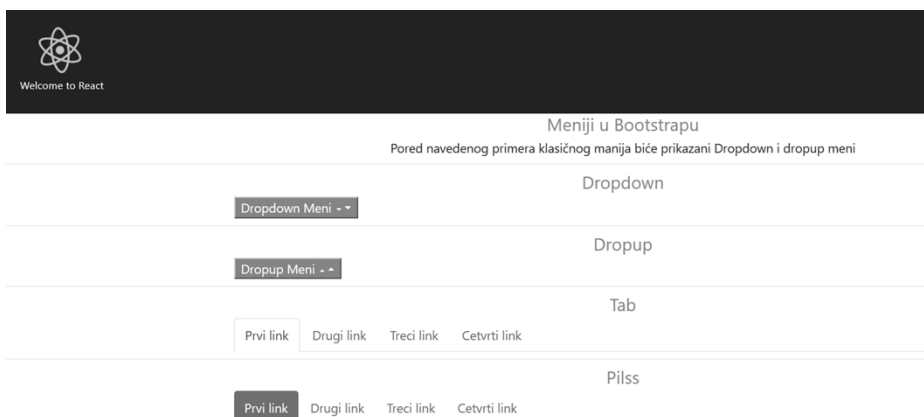 Welcome to React
Meniji u Bootstrapu
Pored navedenog primera klasičnog manija biće prikazani Dropdown i dropup meni
Dropdown
Dropdown Meni
Dropup
Dropup Meni
Tab
Prvi link Drugi link Treci link Cetvrti link
Pilss
Prvi link Drugi link Treci link Cetvrti link